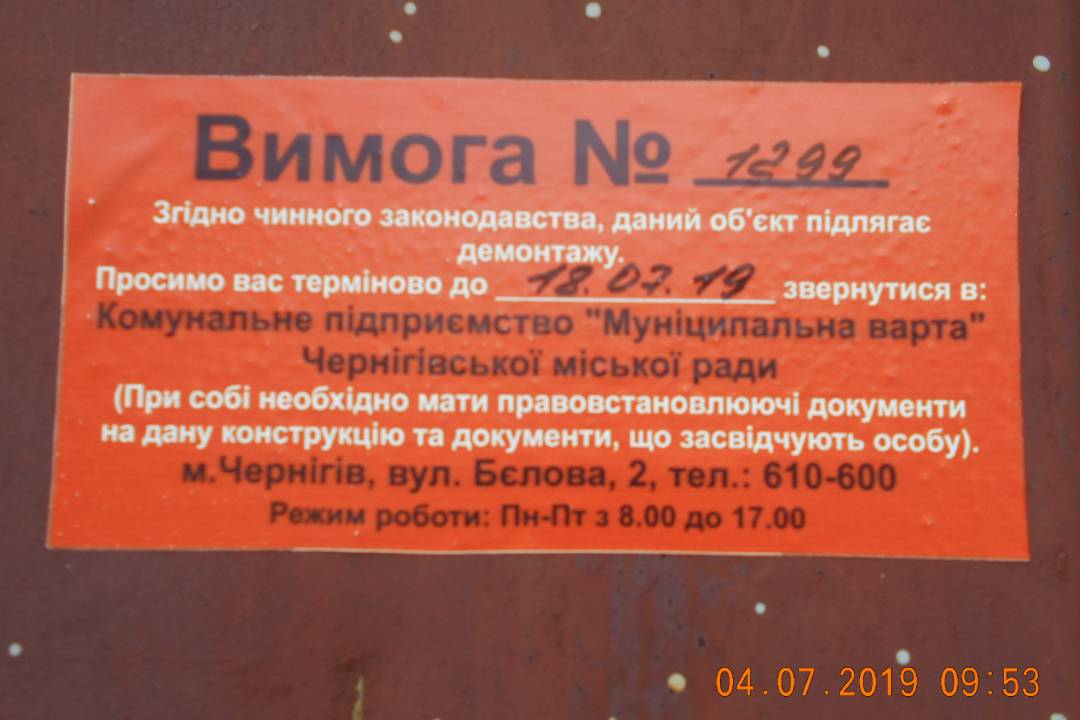 Вимога № 1299
Згідно чинного законодавства, даний об'єкт підлягає
демонтажу.
Просимо вас терміново до 18.07.19 звернутися в:
Комунальне підприємство "Муніципальна варта"
Чернігівської міської ради
(При собі необхідно мати правовстановлюючі документи
на дану конструкцію та документи, що засвідчують особу).
м.Чернігів, вул. Бєлова, 2, тел.: 610-600
Режим роботи: Пн-Пт з 8.00 до 17.00
04.07.2019 09:53